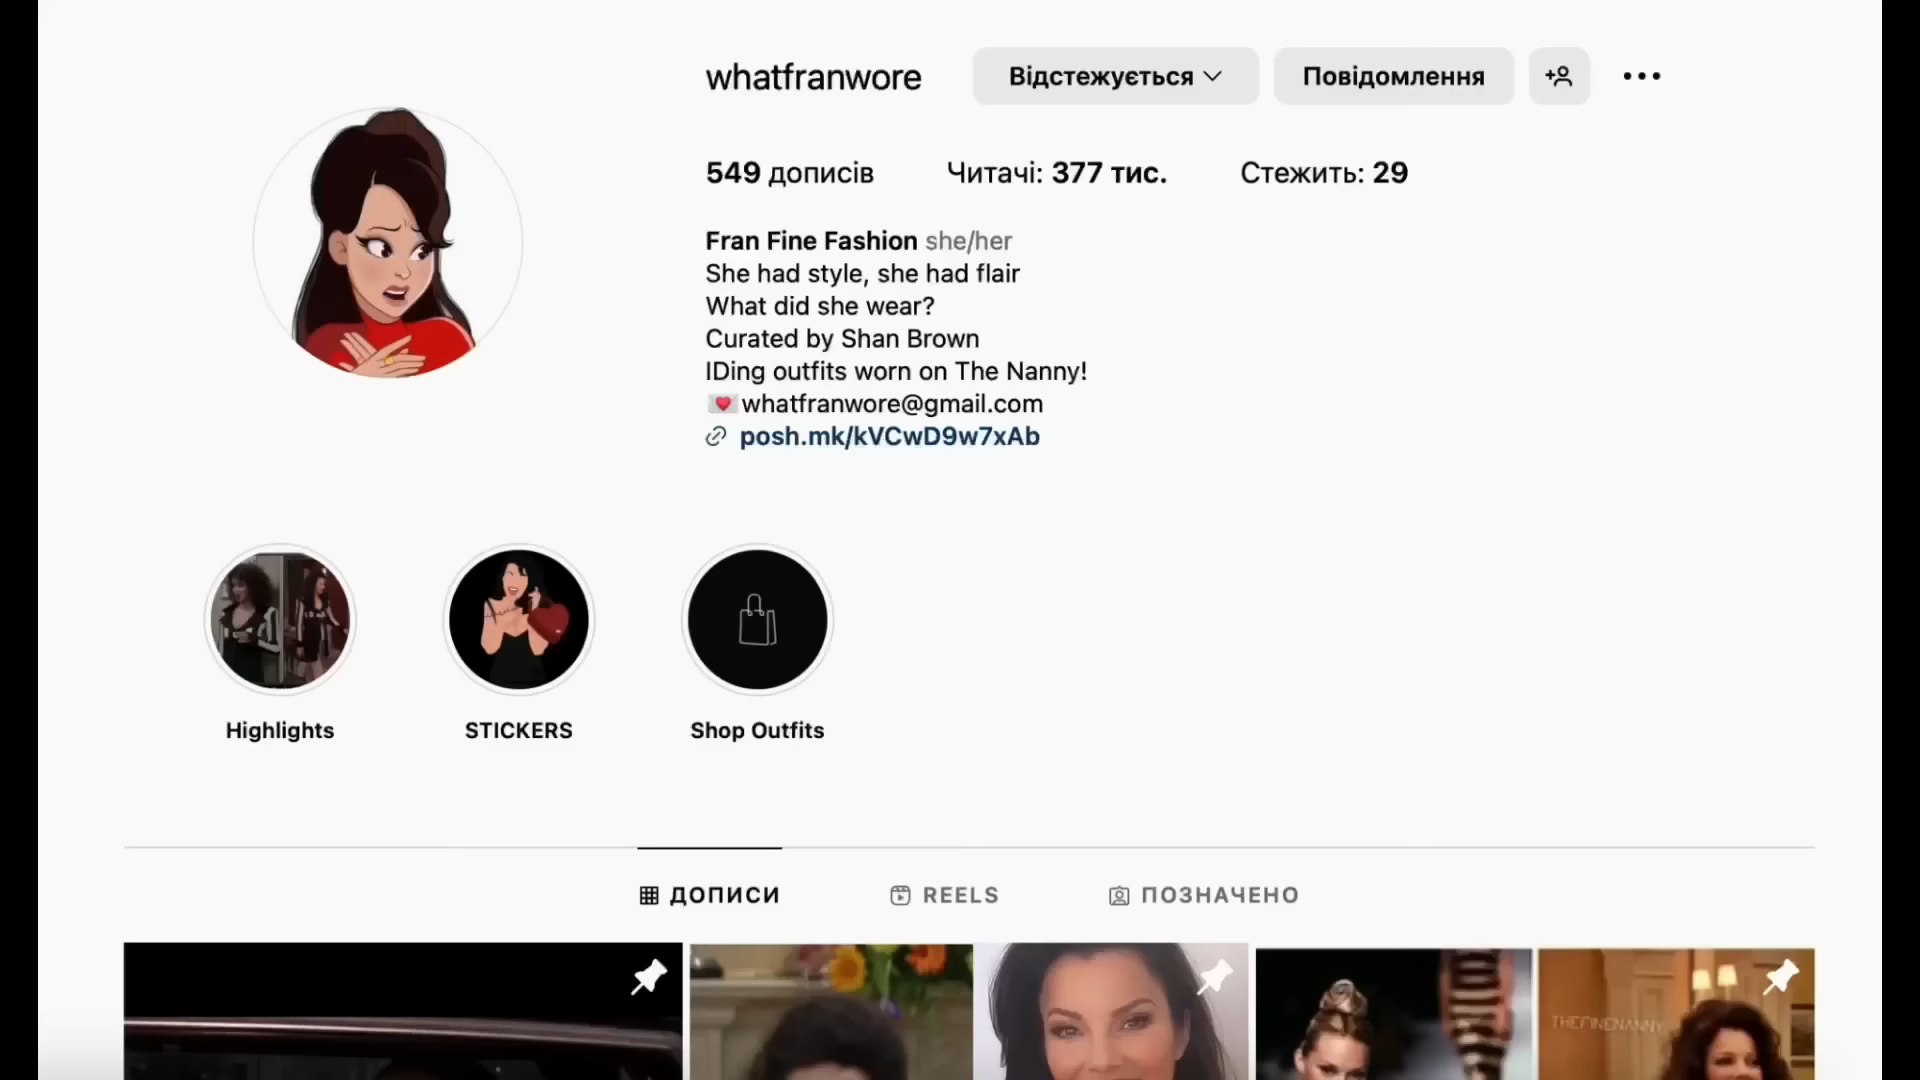 whatfranwore Відстежується Повідомлення
549 дописів Читачі: 377 тис. Стежить: 29
Fran Fine Fashion she/her
She had style, she had flair
What did she wear?
Curated by Shan Brown
IDing outfits worn on The Nanny!
💌whatfranwore@gmail.com
posh.mk/kVCwD9w7xAb
Highlights STICKERS Shop Outfits
ДОПИСИ REELS ПОЗНАЧЕНО
THEFINENANNY